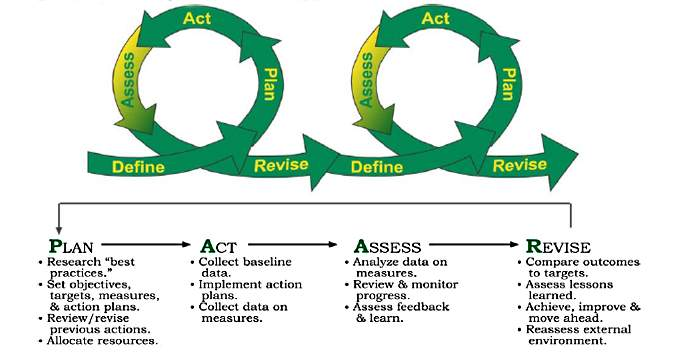 Act
Assess
Plan
Define
Revise
Act
Assess
Plan
Define
Revise
PLAN
• Research “best
practices.”
• Set objectives,
targets, measures,
& action plans.
• Review/revise
previous actions.
• Allocate resources.
ACT
• Collect baseline
data.
• Implement action
plans.
• Collect data on
measures.
ASSESS
• Analyze data on
measures.
• Review & monitor
progress.
• Assess feedback
& learn.
REVISE
• Compare outcomes
to targets.
• Assess lessons
learned.
• Achieve, improve &
move ahead.
• Reassess external
environment.